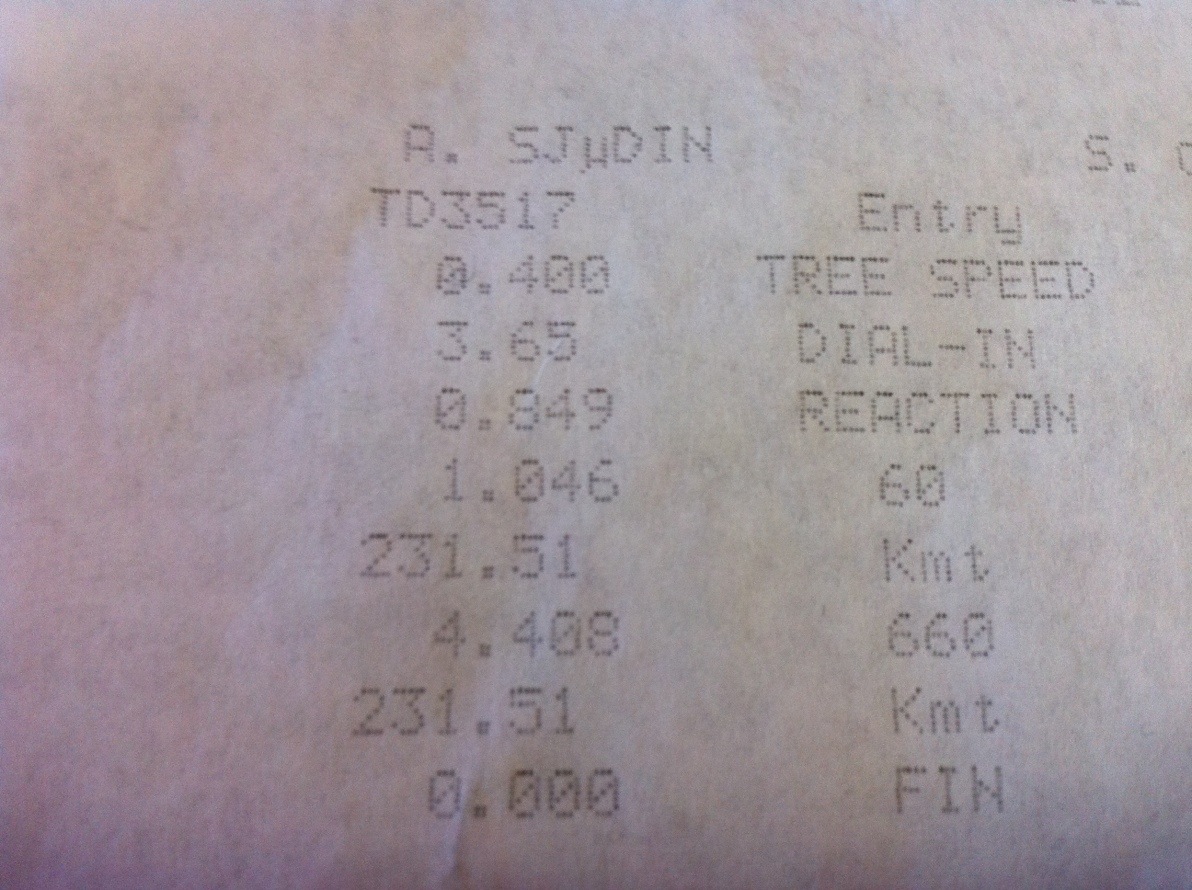 A. SJµDIN S.
TD3517 Entry
0.400 TREE SPEED
3.65 DIAL-IN
0.849 REACTION
1.046 60
231.51 Kmt
4.408 660
231.51 Kmt
0.000 FIN